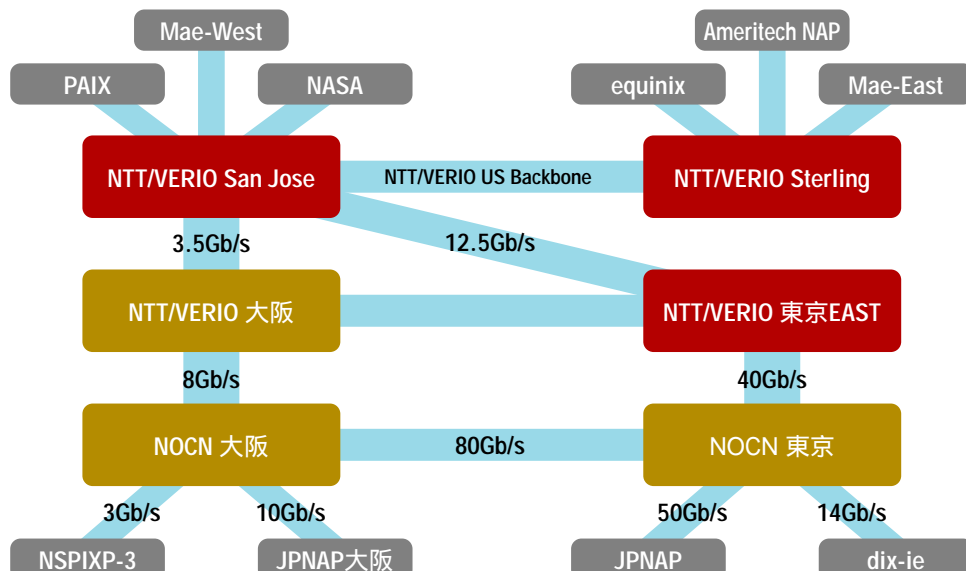 Mae-West
Ameritech NAP
PAIX
NASA
equinix
Mae-East
NTT/VERIO San Jose
NTT/VERIO US Backbone
NTT/VERIO Sterling
3.5Gb/s
12.5Gb/s
NTT/VERIO 大阪
NTT/VERIO 東京EAST
8Gb/s
40Gb/s
NOCN 大阪
80Gb/s
NOCN 東京
3Gb/s
10Gb/s
50Gb/s
14Gb/s
NSPIXP-3
JPNAP大阪
JPNAP
dix-ie